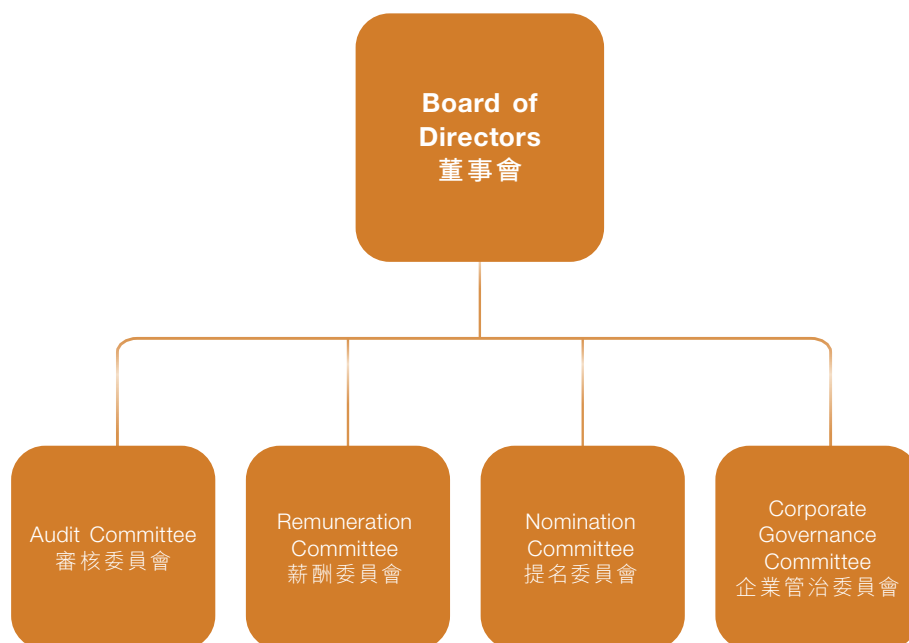 Board of
Directors
董事會
Audit Committee
審核委員會
Remuneration
Committee
薪酬委員會
Nomination
Committee
提名委員會
Corporate
Governance
Committee
企業管治委員會